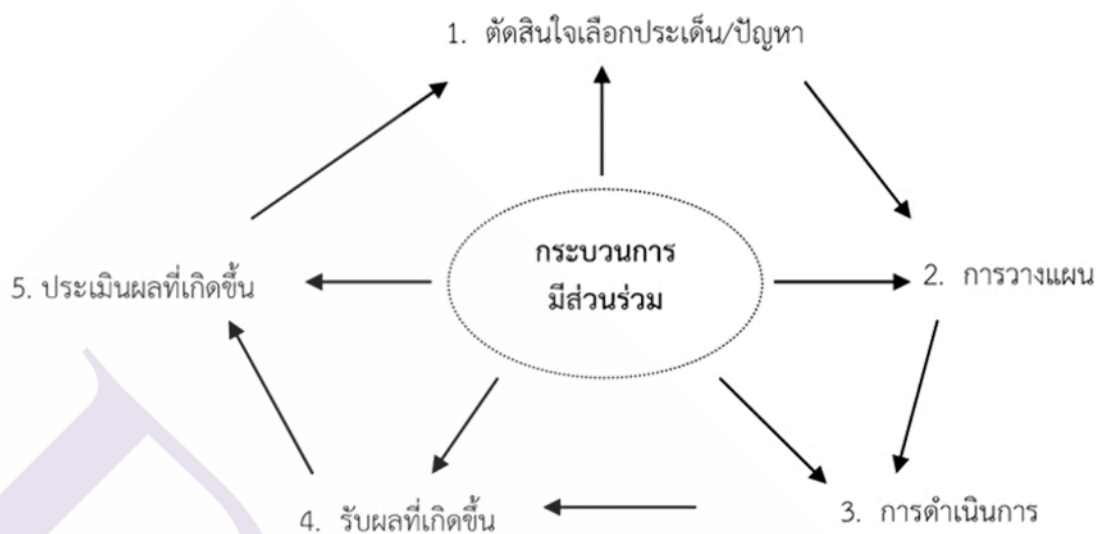 1. ตัดสินใจเลือกประเด็น/ปัญหา
กระบวนการ
มีส่วนร่วม
2. การวางแผน
3. การดำเนินการ
4. รับผลที่เกิดขึ้น
5. ประเมินผลที่เกิดขึ้น